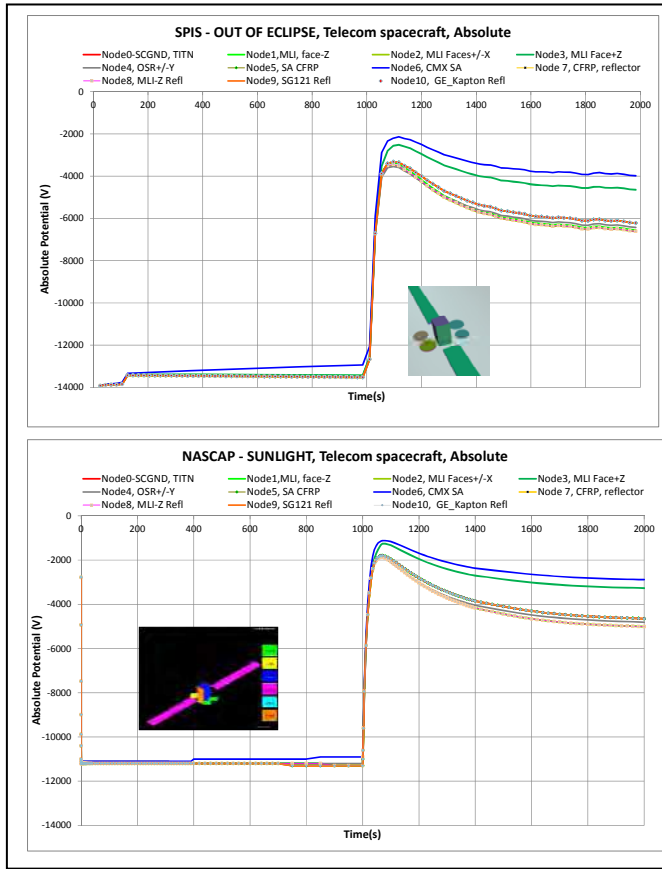 SPIS - OUT OF ECLIPSE, Telecom spacecraft, Absolute
Node0-SCGND, TITN Node1,MLI, face-Z Node2, MLI Faces+/-X Node3, MLI Face+Z
Node4, OSR+/-Y Node5, SA CFRP Node6, CMX SA Node 7, CFRP, reflector
Node8, MLI-Z Refl Node9, SG121 Refl Node10, GE_Kapton Refl
0 200 400 600 800 1000 1200 1400 1600 1800 2000
0
-2000
-4000
-6000
-8000
-10000
-12000
-14000
Absolute Potential (V)
Time(s)
NASCAP - SUNLIGHT, Telecom spacecraft, Absolute
Node0-SCGND, TITN Node1,MLI, face-Z Node2, MLI Faces+/-X Node3, MLI Face+Z
Node4, OSR+/-Y Node5, SA CFRP Node6, CMX SA Node 7, CFRP, reflector
Node8, MLI-Z Refl Node9, SG121 Refl Node10, GE_Kapton Refl
0 200 400 600 800 1000 1200 1400 1600 1800 2000
0
-2000
-4000
-6000
-8000
-10000
-12000
-14000
Absolute Potential (V)
Time(s)